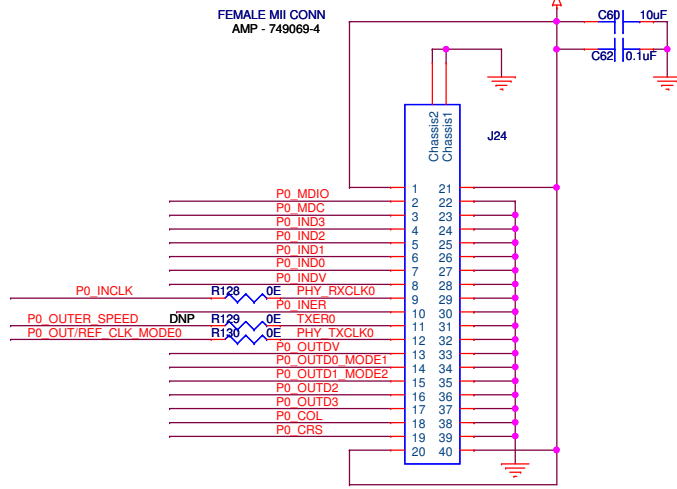 FEMALE MII CONN
AMP - 749069-4
C60 10uF
C62 0.1uF
Chassis2
Chassis1
J24
1 21
P0_MDIO 2 22
P0_MDC 3 23
P0_IND3 4 24
P0_IND2 5 25
P0_IND1 6 26
P0_IND0 7 27
P0_INDV 8 28
P0_INCLK R128 0E PHY_RXCLK0 9 29
P0_INER 10 30
P0_OUTER_SPEED DNP R129 0E TXER0 11 31
P0_OUT/REF_CLK_MODE0 R130 0E PHY_TXCLK0 12 32
P0_OUTDV 13 33
P0_OUTD0_MODE1 14 34
P0_OUTD1_MODE2 15 35
P0_OUTD2 16 36
P0_OUTD3 17 37
P0_COL 18 38
P0_CRS 19 39
20 40